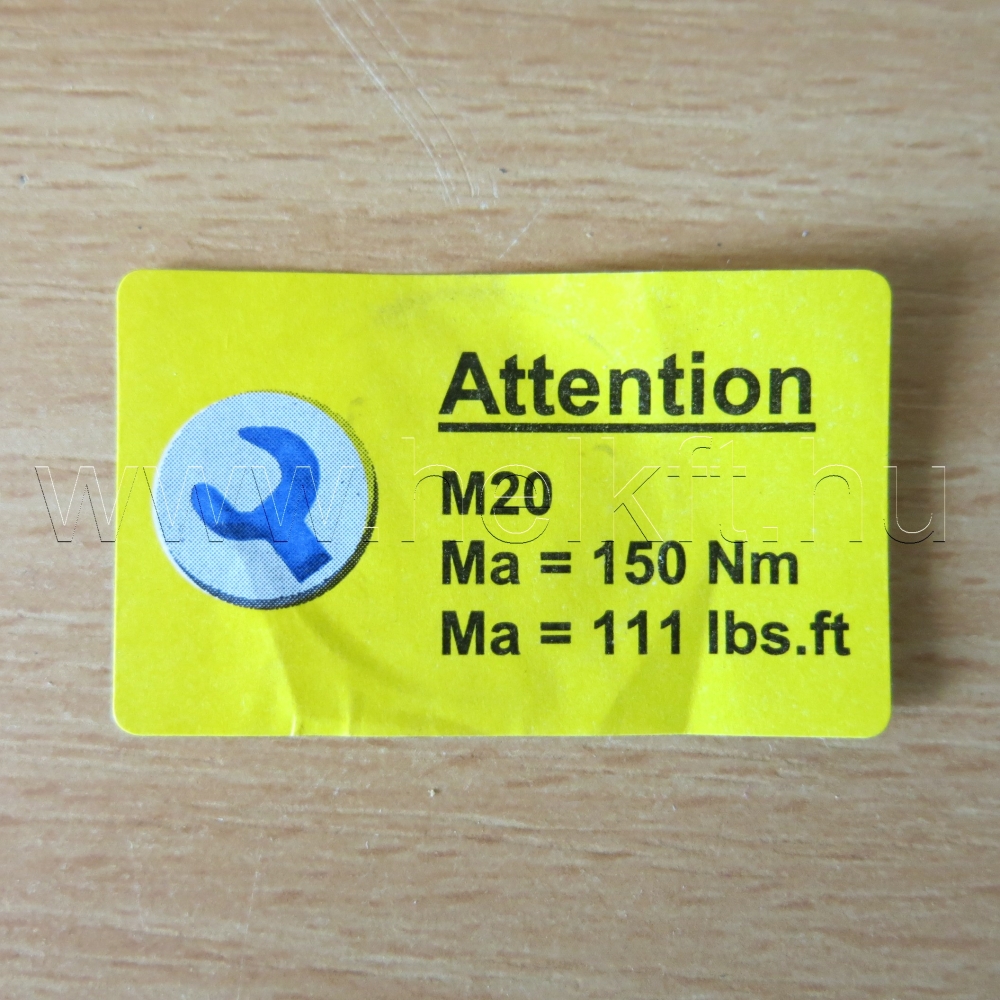 Attention
M20
Ma = 150 Nm
Ma = 111 lbs.ft
www.helkft.hu